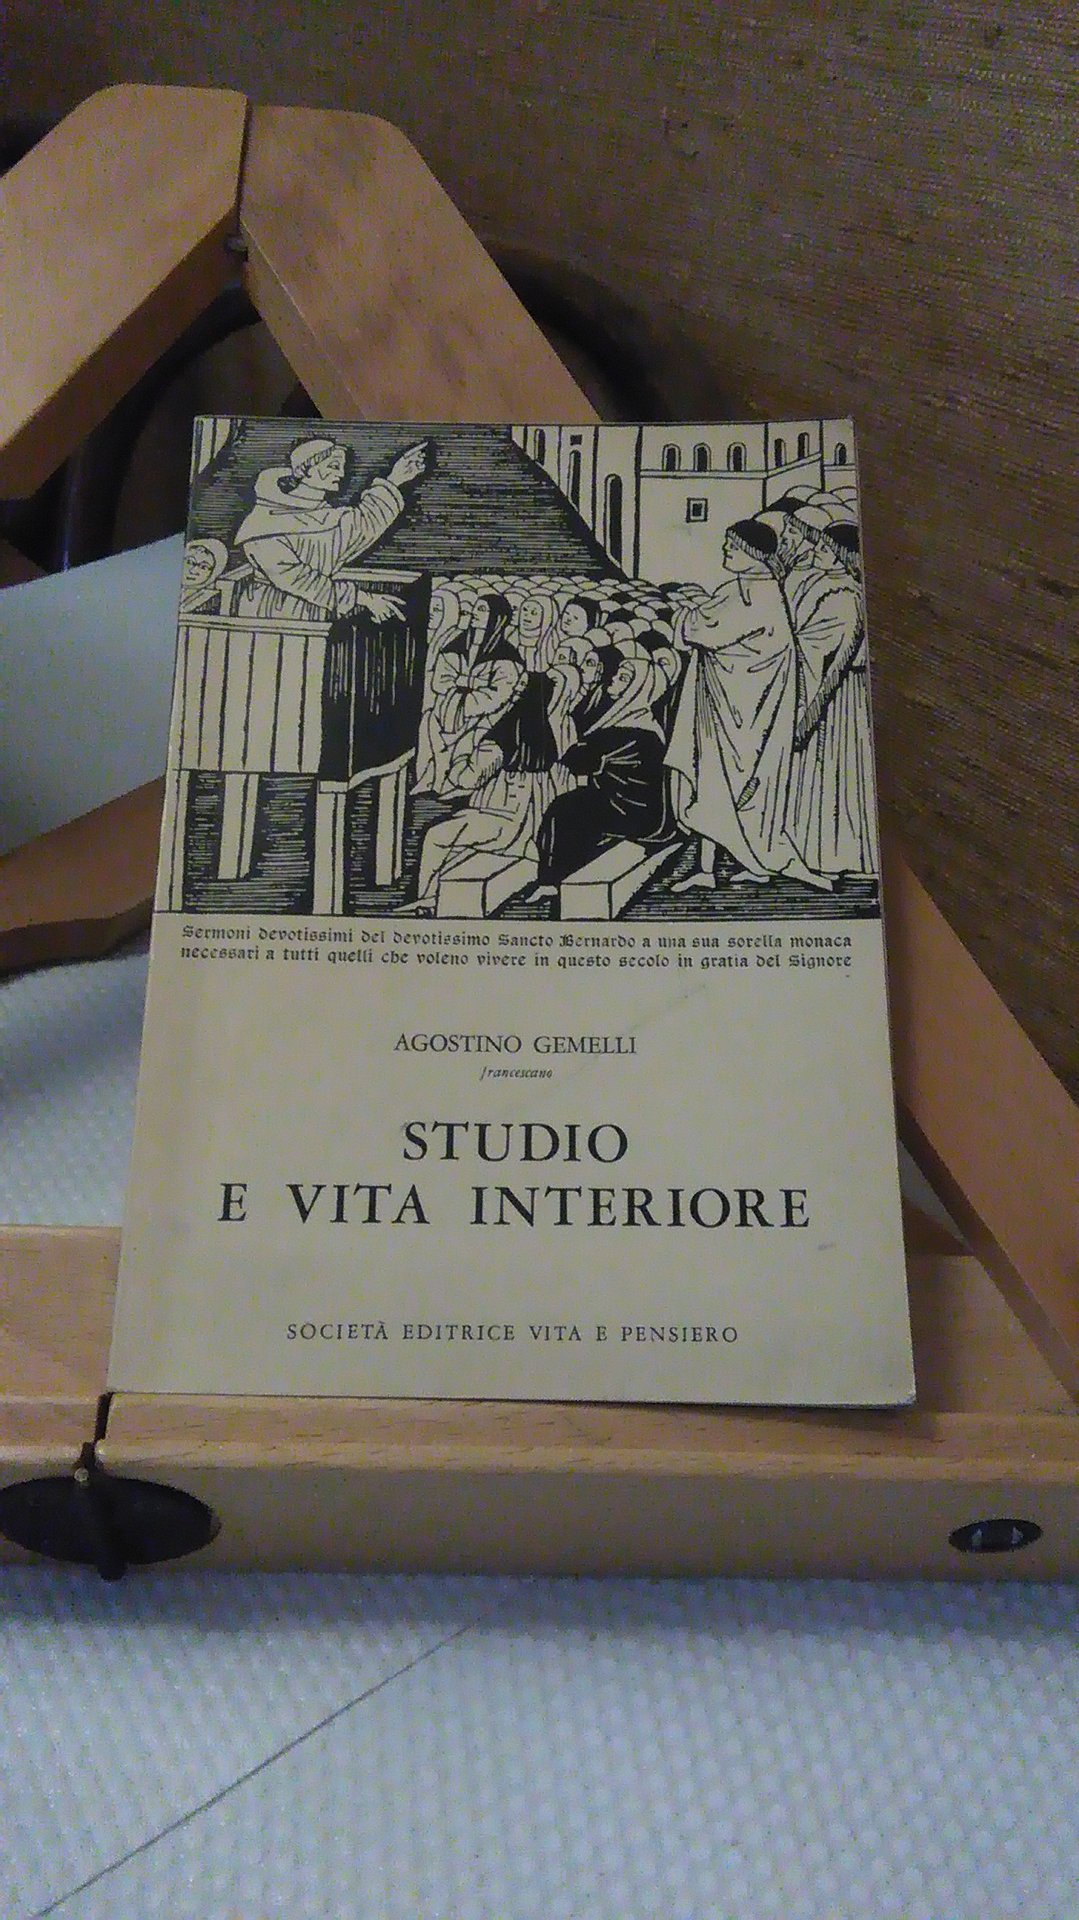 Sermoni devotissimi del devotissimo Sancto Bernardo a una sua sorella monaca
necessari a tutti quelli che voleno vivere in questo secolo in gratia del Signore
AGOSTINO GEMELLI
francescano
STUDIO
E VITA INTERIORE
SOCIETÀ EDITRICE VITA E PENSIERO